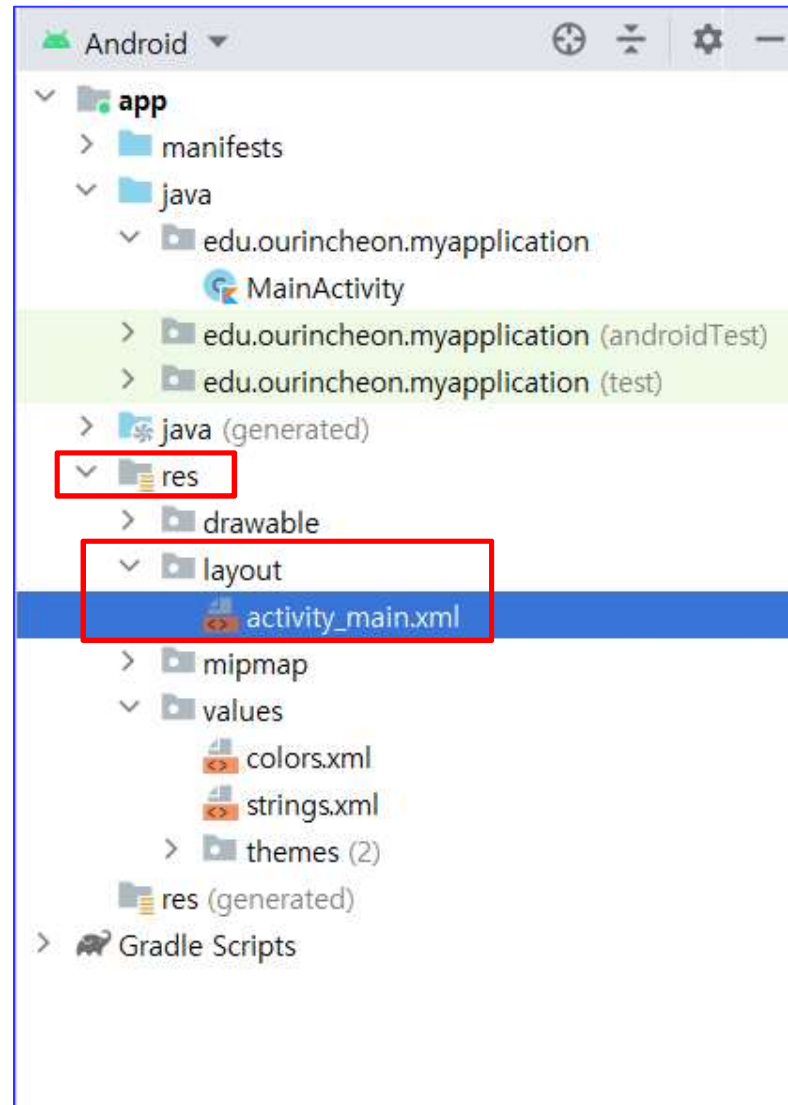 Android
app
manifests
java
edu.ourincheon.myapplication
MainActivity
edu.ourincheon.myapplication (androidTest)
edu.ourincheon.myapplication (test)
java (generated)
res
drawable
layout
activity_main.xml
mipmap
values
colors.xml
strings.xml
themes (2)
res (generated)
Gradle Scripts